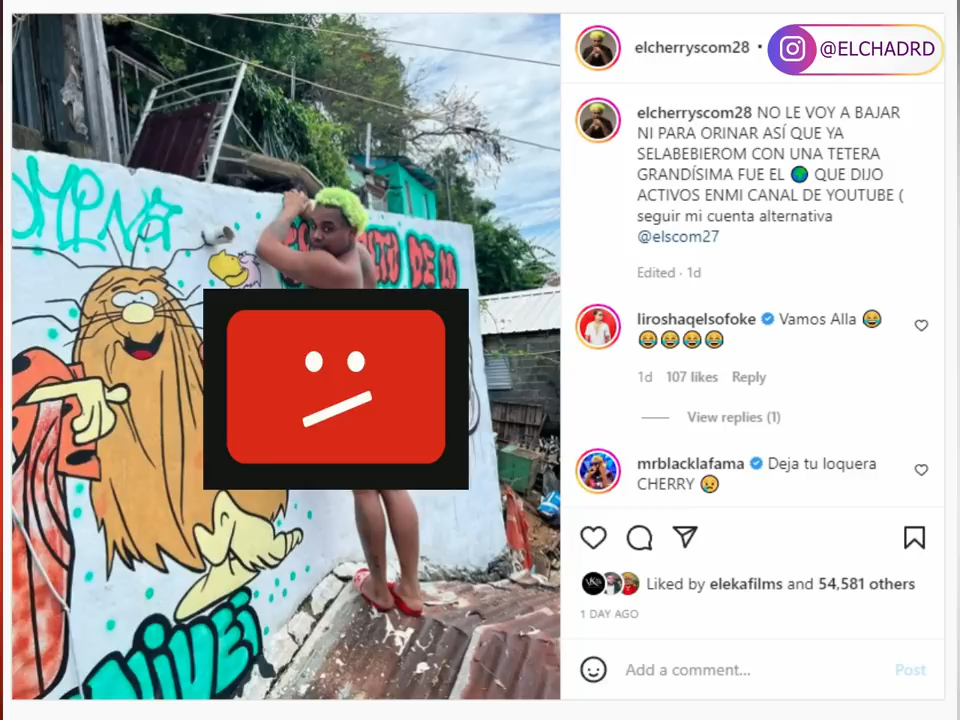 elcherryscom28 •
@ELCHADRD
elcherryscom28 NO LE VOY A BAJAR
NI PARA ORINAR ASÍ QUE YA
SELABEBIEROM CON UNA TETERA
GRANDÍSIMA FUE EL 🌍 QUE DIJO
ACTIVOS ENMI CANAL DE YOUTUBE (
seguir mi cuenta alternativa
@elscom27
Edited · 1d
liroshaqelsofoke Vamos Alla 😂
😂😂😂😂
1d 107 likes Reply
View replies (1)
mrblacklafama Deja tu loquera
CHERRY 😢
Liked by elekafilms and 54,581 others
1 DAY AGO
Add a comment... Post